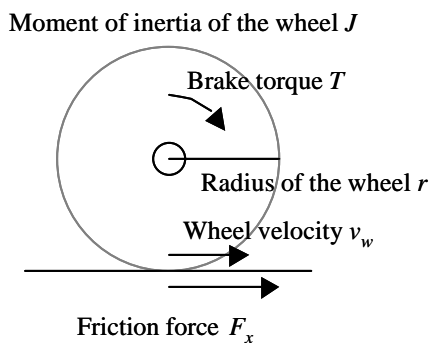 Moment of inertia of the wheel J
Brake torque T
Radius of the wheel r
Wheel velocity v_w
Friction force F_x